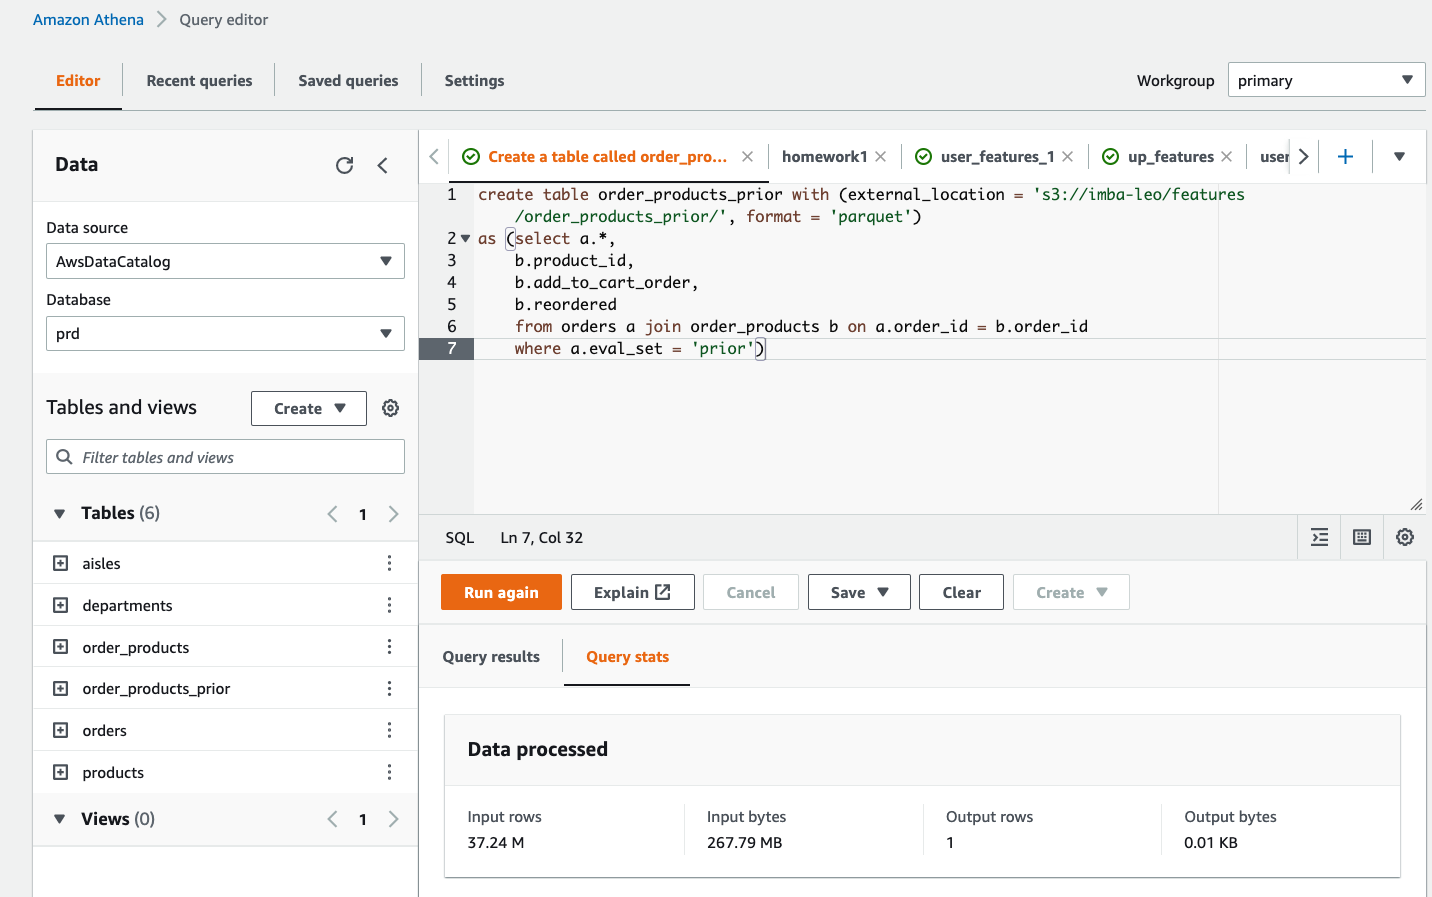 Amazon Athena > Query editor
Editor Recent queries Saved queries Settings
Workgroup primary
Data
Data source
AwsDataCatalog
Database
prd
Tables and views Create
Filter tables and views
Tables (6) 1
aisles
departments
order_products
order_products_prior
orders
products
Views (0) 1
Create a table called order_pro... homework1 user_features_1 up_features user
1 create table order_products_prior with (external_location = 's3://imba-leo/features
/order_products_prior/', format = 'parquet')
2 as (select a.*,
3 b.product_id,
4 b.add_to_cart_order,
5 b.reordered
6 from orders a join order_products b on a.order_id = b.order_id
7 where a.eval_set = 'prior')
SQL Ln 7, Col 32
Run again Explain Cancel Save Clear Create
Query results Query stats
Data processed
Input rows Input bytes Output rows Output bytes
37.24 M 267.79 MB 1 0.01 KB